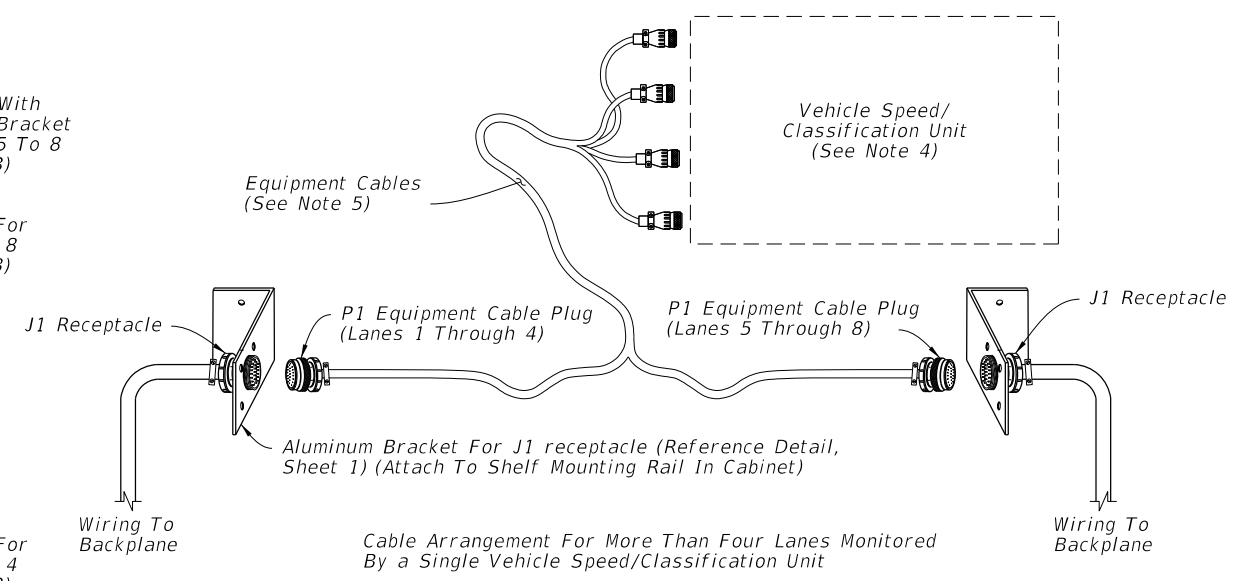 With
Bracket
5 To 8
3)
For
8
3)
Vehicle Speed/
Classification Unit
(See Note 4)
Equipment Cables
(See Note 5)
J1 Receptacle
P1 Equipment Cable Plug
(Lanes 1 Through 4)
P1 Equipment Cable Plug
(Lanes 5 Through 8)
J1 Receptacle
Aluminum Bracket For J1 receptacle (Reference Detail,
Sheet 1) (Attach To Shelf Mounting Rail In Cabinet)
Wiring To
Backplane
Wiring To
Backplane
For
4
Cable Arrangement For More Than Four Lanes Monitored
By a Single Vehicle Speed/Classification Unit